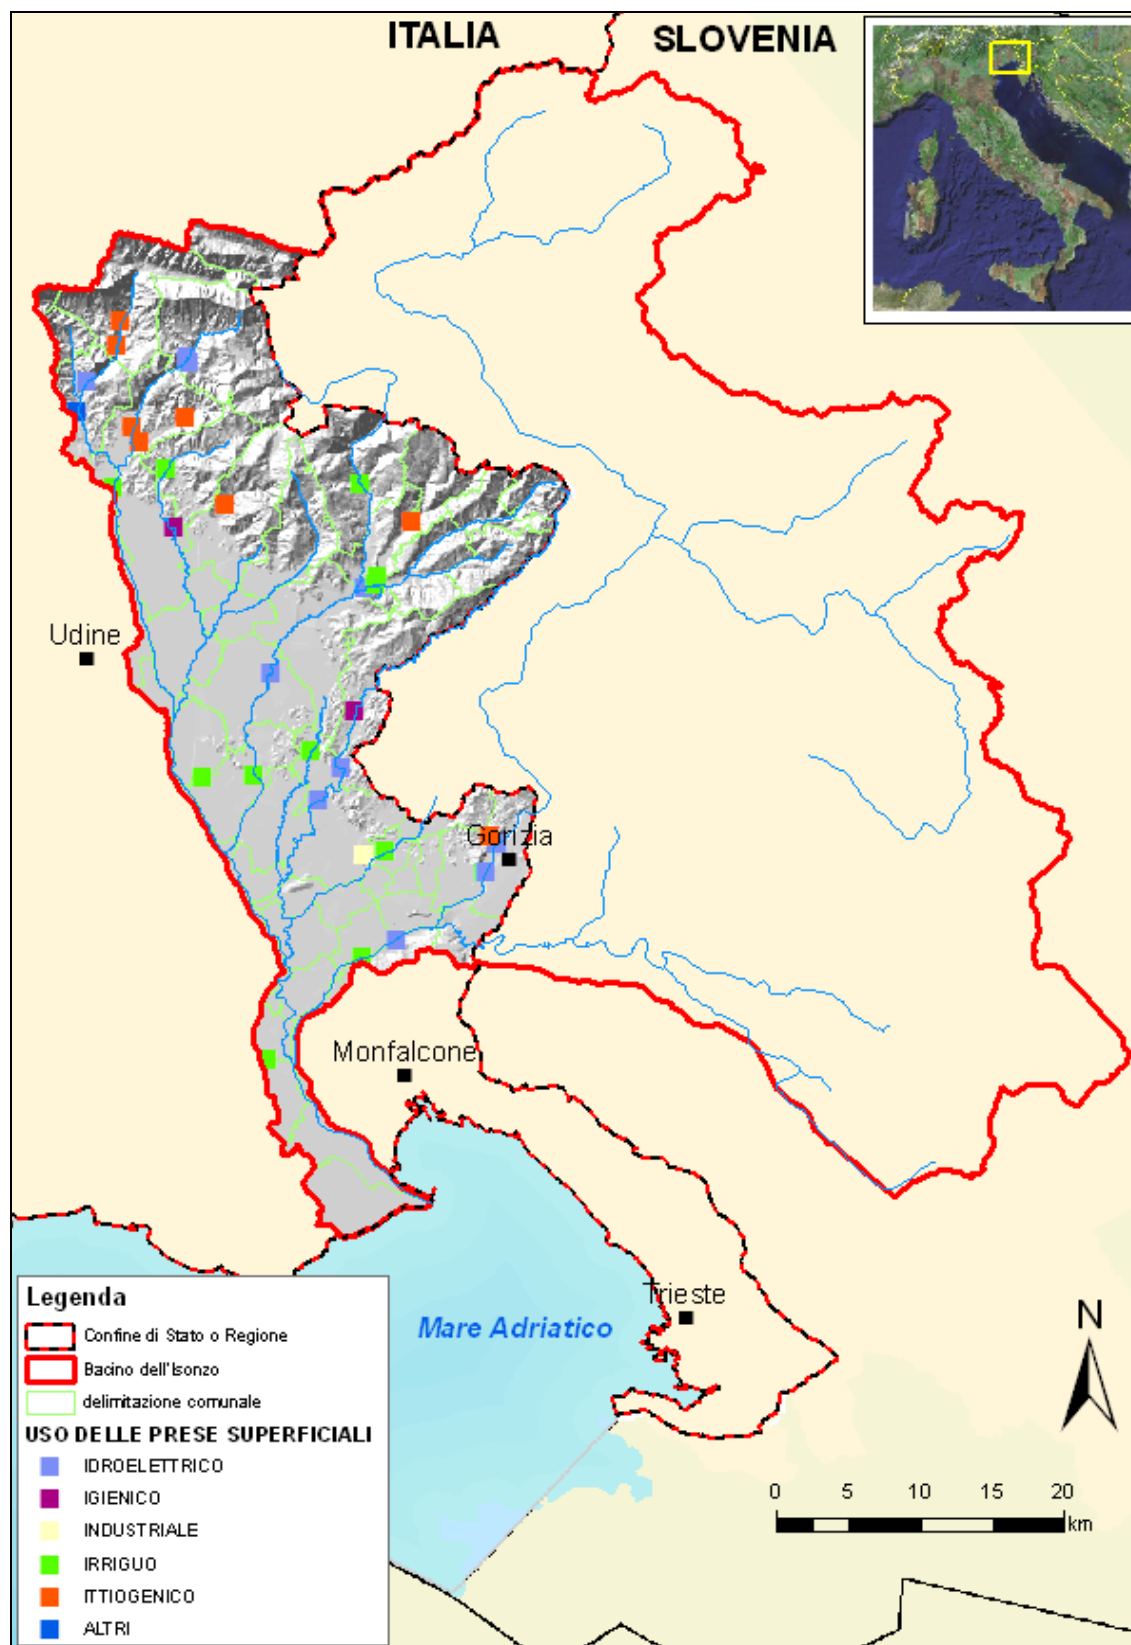 ITALIA
SLOVENIA
Udine
Gorizia
Monfalcone
Trieste
Mare Adriatico
Legenda
Confine di Stato o Regione
Bacino dell'Isonzo
delimitazione comunale
USO DELLE PRESE SUPERFICIALI
IDROELETTRICO
IGIENICO
INDUSTRIALE
IRRIGUO
ITTIOGENICO
ALTRI
N
0 5 10 15 20
km